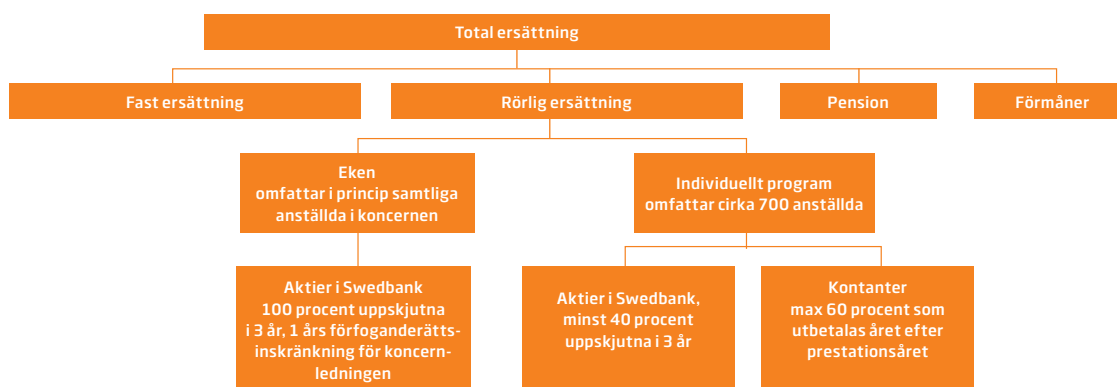 Total ersättning
Fast ersättning
Rörlig ersättning
Pension
Förmåner
Eken
omfattar i princip samtliga
anställda i koncernen
Individuellt program
omfattar cirka 700 anställda
Aktier i Swedbank
100 procent uppskjutna
i 3 år, 1 års förfoganderätts-
inskränkning för koncern-
ledningen
Aktier i Swedbank,
minst 40 procent
uppskjutna i 3 år
Kontanter
max 60 procent som
utbetalas året efter
prestationsåret